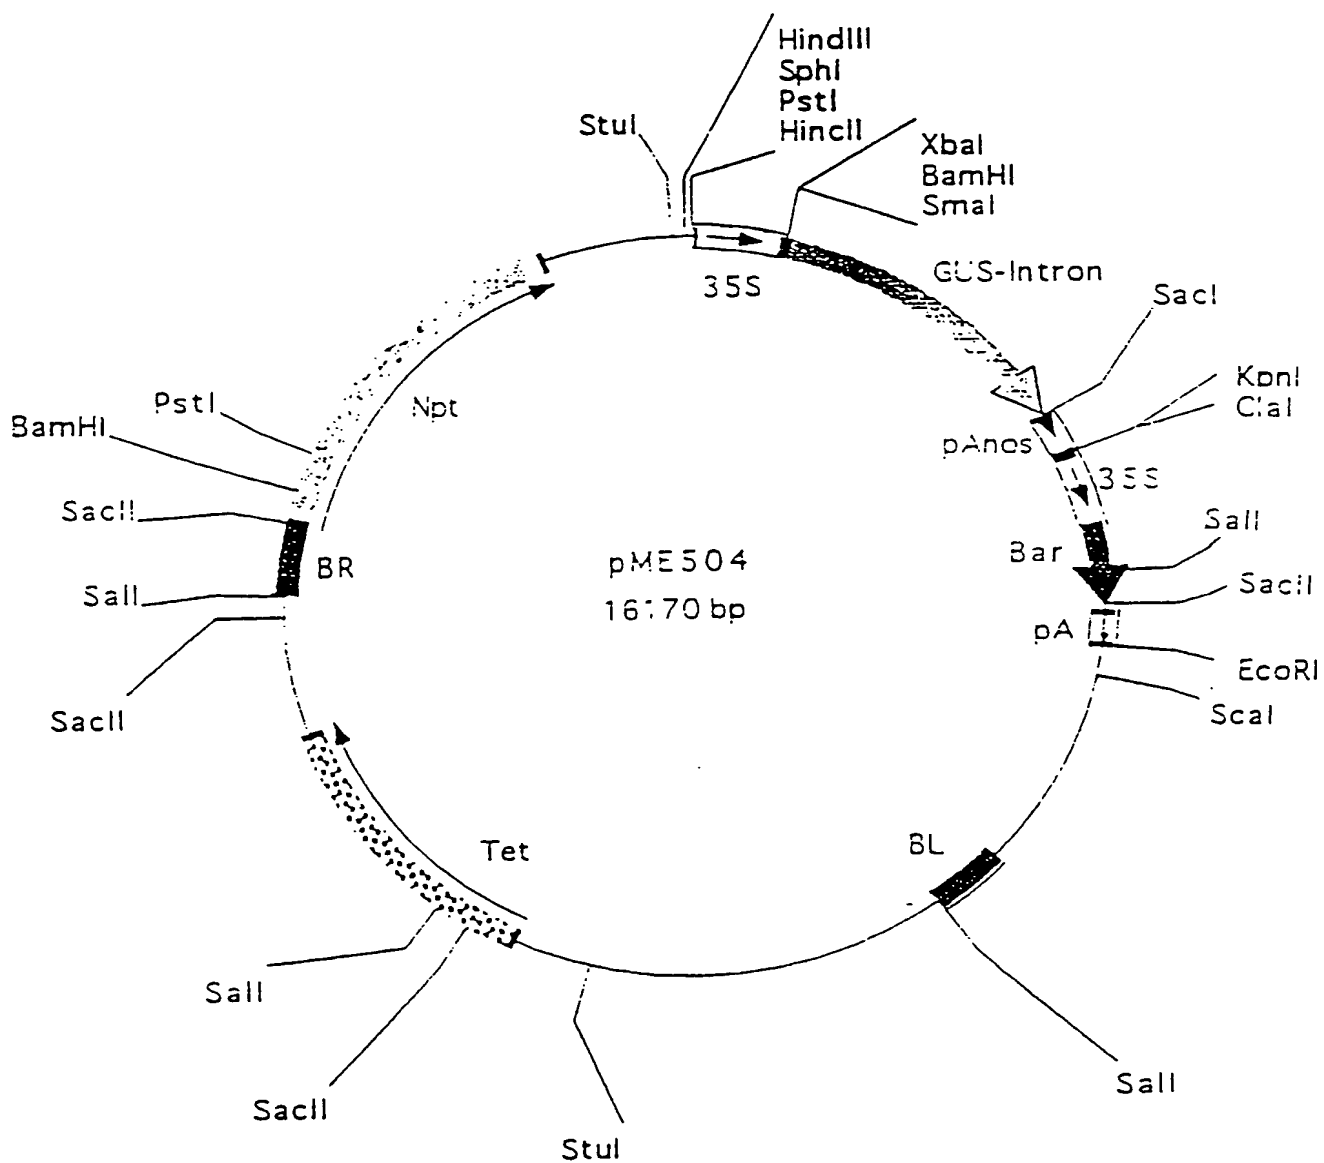 HindIII
SphI
PstI
HincII
StuI
XbaI
BamHI
SmaI
GUS-Intron
35S
SacI
KpnI
ClaI
PstI
Npt
BamHI
pAnos
35S
SacII
SalI
Bar
BR
pME504
SacII
SalI
bp
pA
EcoRI
SacII
ScaI
BL
Tet
SalI
SalI
SacII
StuI